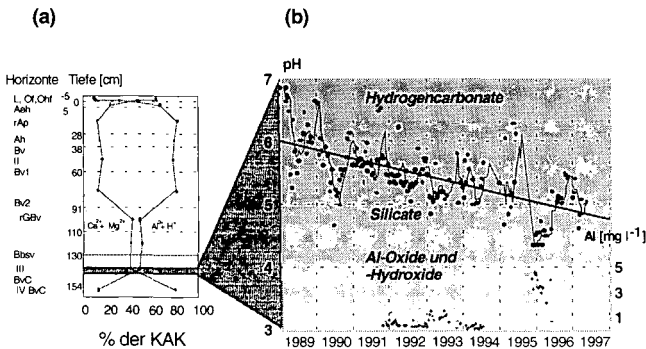 (a)
(b)
Horizonte Tiefe [cm]
L, Of,Ohf -5
0
Aeh 5
rAp
28
Ah
38
Bv
II
60
Bv1
Bv2
91
rGBv
110
Bbsv
130
III
BvC
154
IV BvC
Ca2+ + Mg2+
Al3+ + H+
0 20 40 60 80 100
% der KAK
pH
7
6
5
4
3
Hydrogencarbonate
Silicate
Al-Oxide und
-Hydroxide
Al [mg l-1]
5
3
1
1989 1990 1991 1992 1993 1994 1995 1996 1997